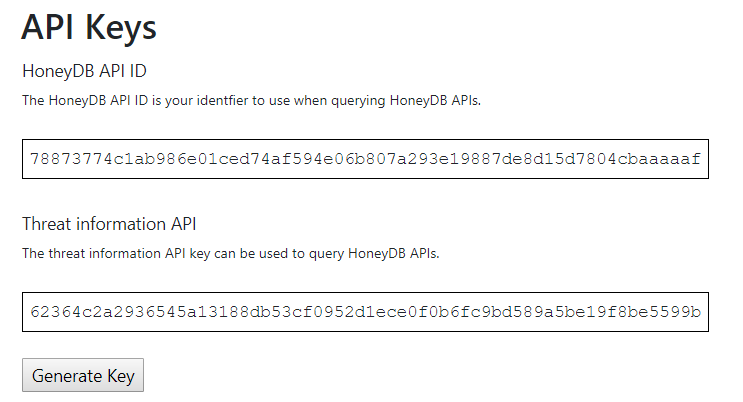 API Keys
HoneyDB API ID
The HoneyDB API ID is your identfier to use when querying HoneyDB APIs.
78873774c1ab986e01ced74af594e06b807a293e19887de8d15d7804cbaaaaaf
Threat information API
The threat information API key can be used to query HoneyDB APIs.
62364c2a2936545a13188db53cf0952d1ece0f0b6fc9bd589a5be19f8be5599b
Generate Key